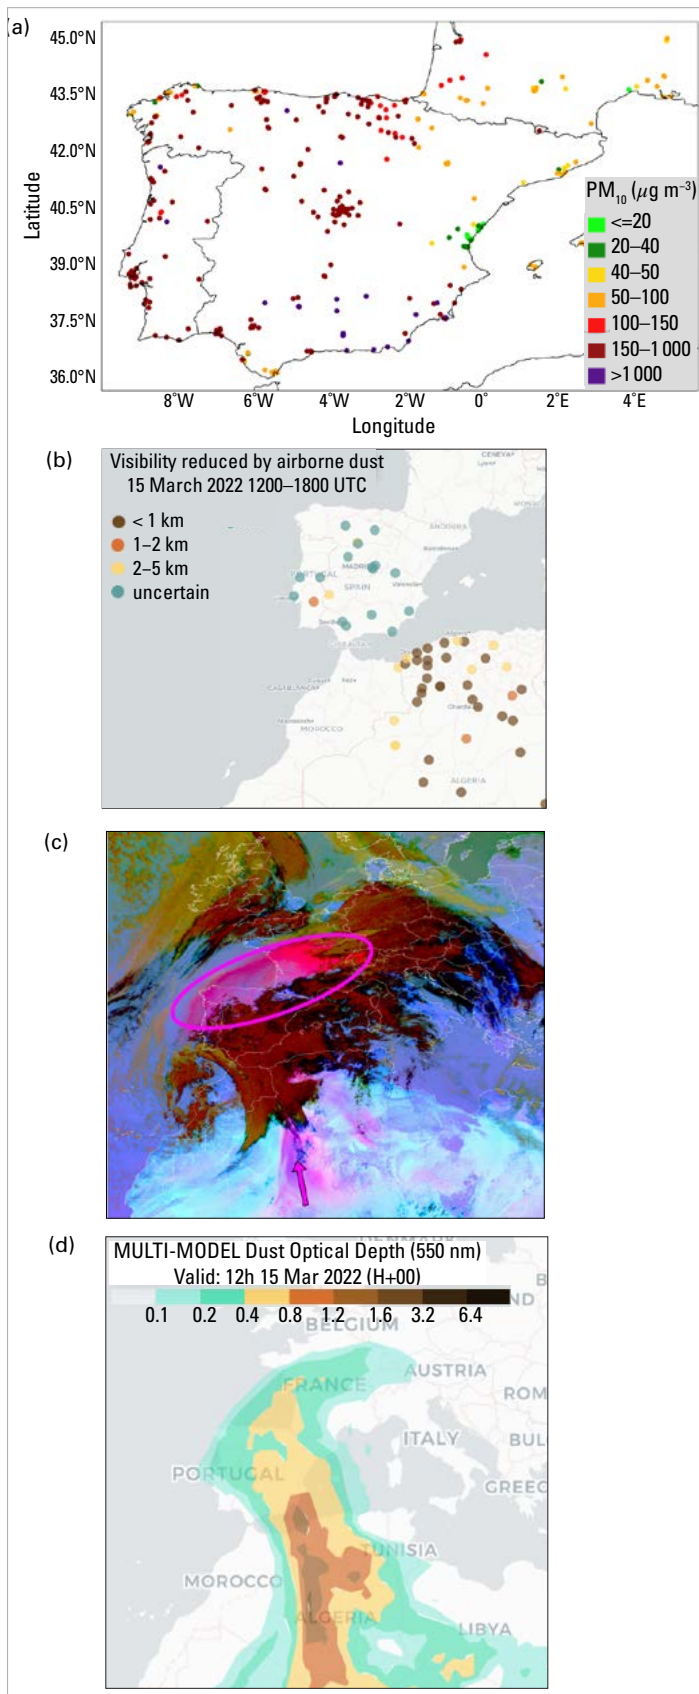 (a)
45.0°N
43.5°N
42.0°N
40.5°N
39.0°N
37.5°N
36.0°N
Latitude
8°W 6°W 4°W 2°W 0° 2°E 4°E
Longitude
PM10 (µg m−3)
<=20
20–40
40–50
50–100
100–150
150–1 000
>1 000
(b)
Visibility reduced by airborne dust
15 March 2022 1200–1800 UTC
< 1 km
1–2 km
2–5 km
uncertain
ANDORRA
MADRID
PORTUGAL
SPAIN
GIBRALTAR
CASABLANCA
MOROCCO
ALGERIA
(c)
(d)
MULTI-MODEL Dust Optical Depth (550 nm)
Valid: 12h 15 Mar 2022 (H+00)
0.1 0.2 0.4 0.8 1.2 1.6 3.2 6.4
ND
BELGIUM
FRANCE
AUSTRIA
ROM
ITALY
BUL
PORTUGAL
GREEC
TUNISIA
MOROCCO
ALGERIA
LIBYA